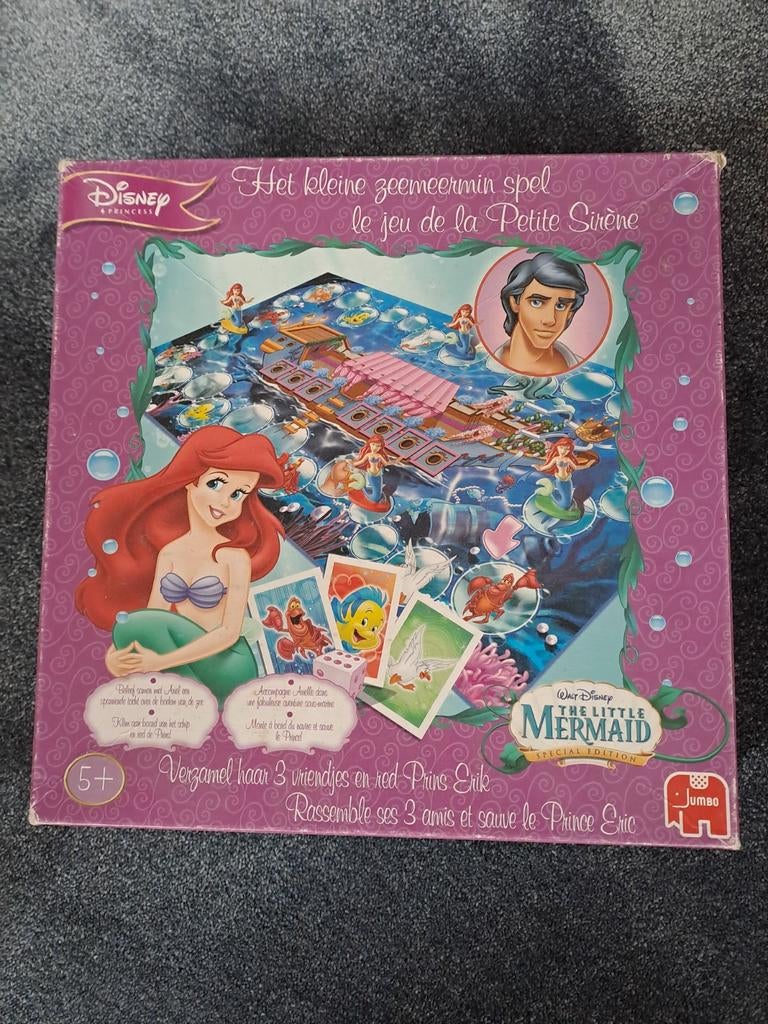 Disney
PRINCESS
Het kleine zeemeermin spel
le jeu de la Petite Sirène
Beleef samen met Ariel een
spannende tocht over de bodem van de zee
Klim aan boord van het schip
en red de Prins!
Accompagne Arielle dans
une fabuleuse aventure sous-marine
Monte à bord du navire et sauve
le Prince!
WALT DISNEY
THE LITTLE
MERMAID
SPECIAL EDITION
5+
Verzamel haar 3 vriendjes en red Prins Erik
Rassemble ses 3 amis et sauve le Prince Eric
JUMBO